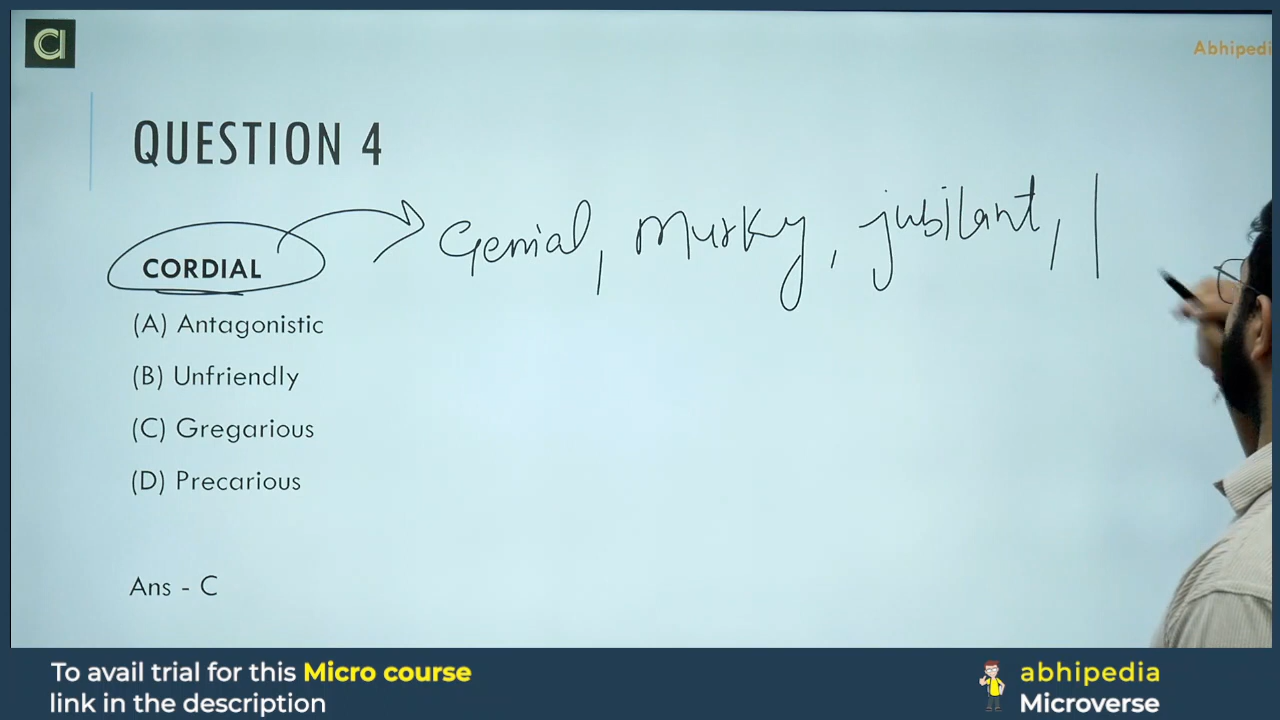 Abhipedi
QUESTION 4
Genial, Murky, jubilant,
CORDIAL
(A) Antagonistic
(B) Unfriendly
(C) Gregarious
(D) Precarious
Ans - C
To avail trial for this Micro course
link in the description
abhipedia
Microverse